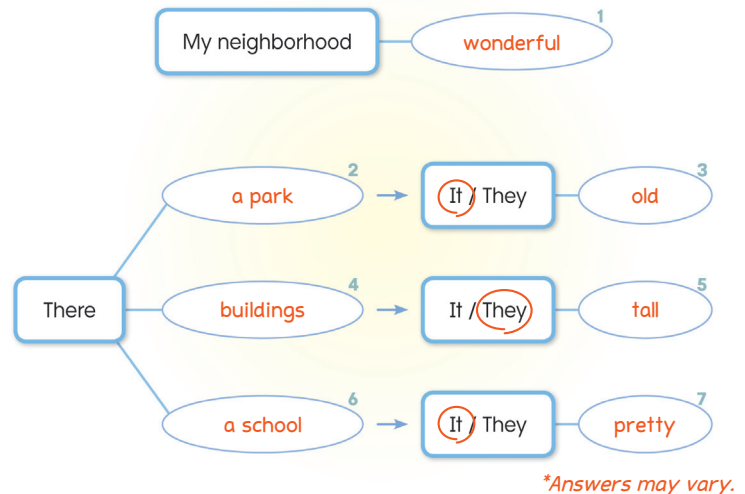 1
My neighborhood wonderful
2 3
a park It / They old
4 5
There buildings It / They tall
6 7
a school It / They pretty
*Answers may vary.